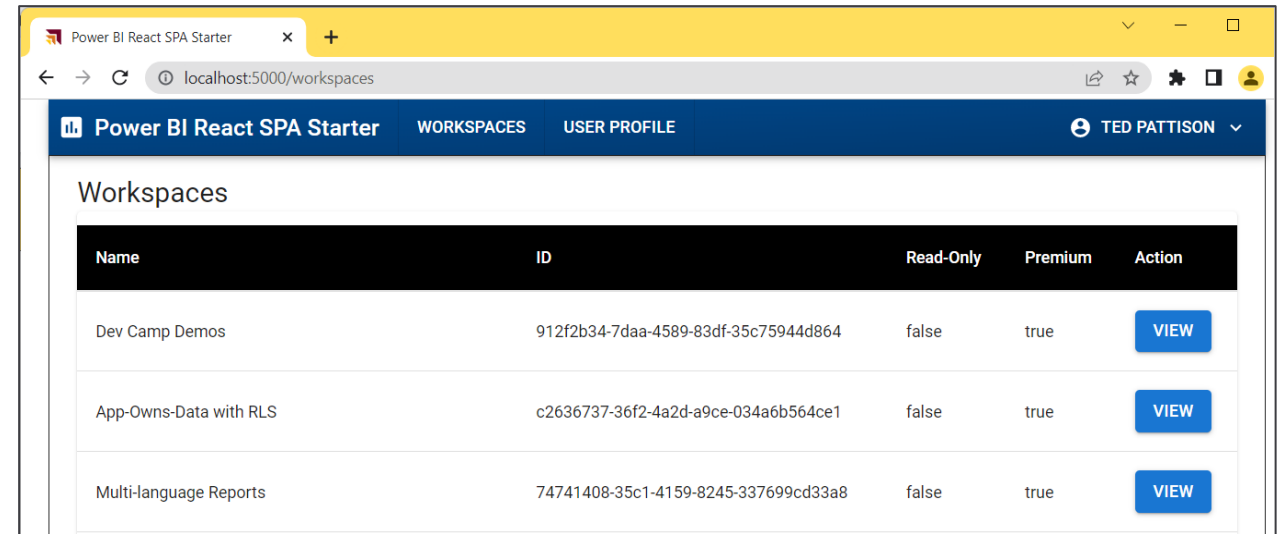 Power BI React SPA Starter
localhost:5000/workspaces
Power BI React SPA Starter WORKSPACES USER PROFILE TED PATTISON
Workspaces
Name ID Read-Only Premium Action
Dev Camp Demos 912f2b34-7daa-4589-83df-35c75944d864 false true VIEW
App-Owns-Data with RLS c2636737-36f2-4a2d-a9ce-034a6b564ce1 false true VIEW
Multi-language Reports 74741408-35c1-4159-8245-337699cd33a8 false true VIEW